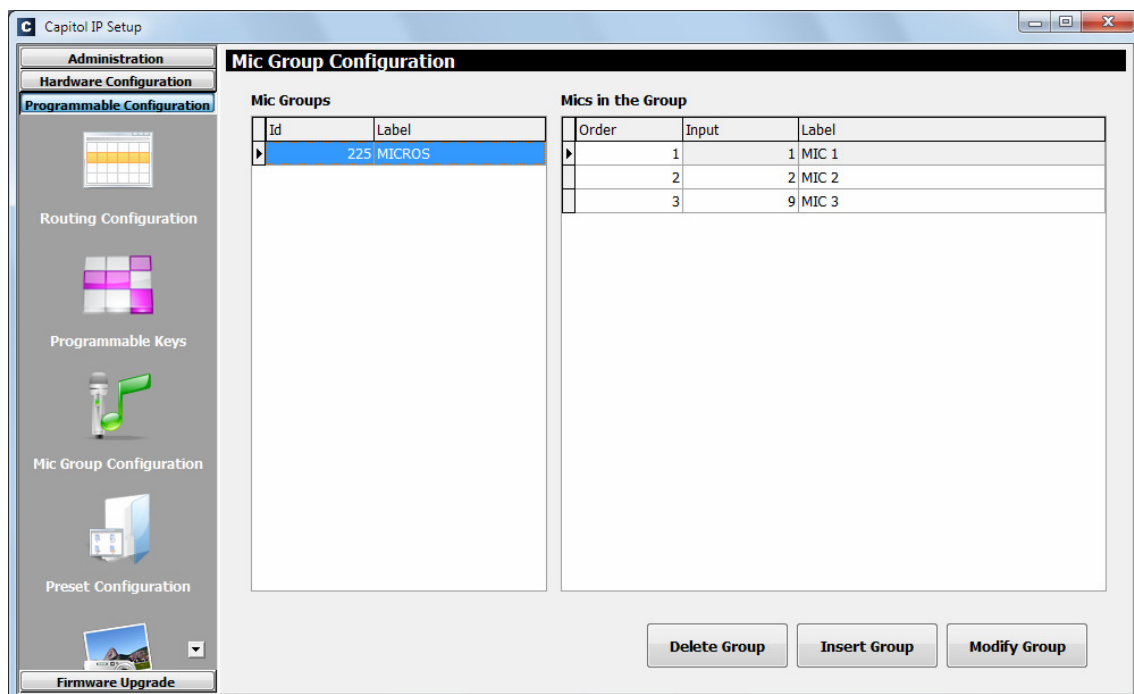 C Capitol IP Setup
Administration
Hardware Configuration
Programmable Configuration
Routing Configuration
Programmable Keys
Mic Group Configuration
Preset Configuration
Firmware Upgrade
Mic Group Configuration
Mic Groups
Id Label
225 MICROS
Mics in the Group
Order Input Label
1 1 MIC 1
2 2 MIC 2
3 9 MIC 3
Delete Group Insert Group Modify Group